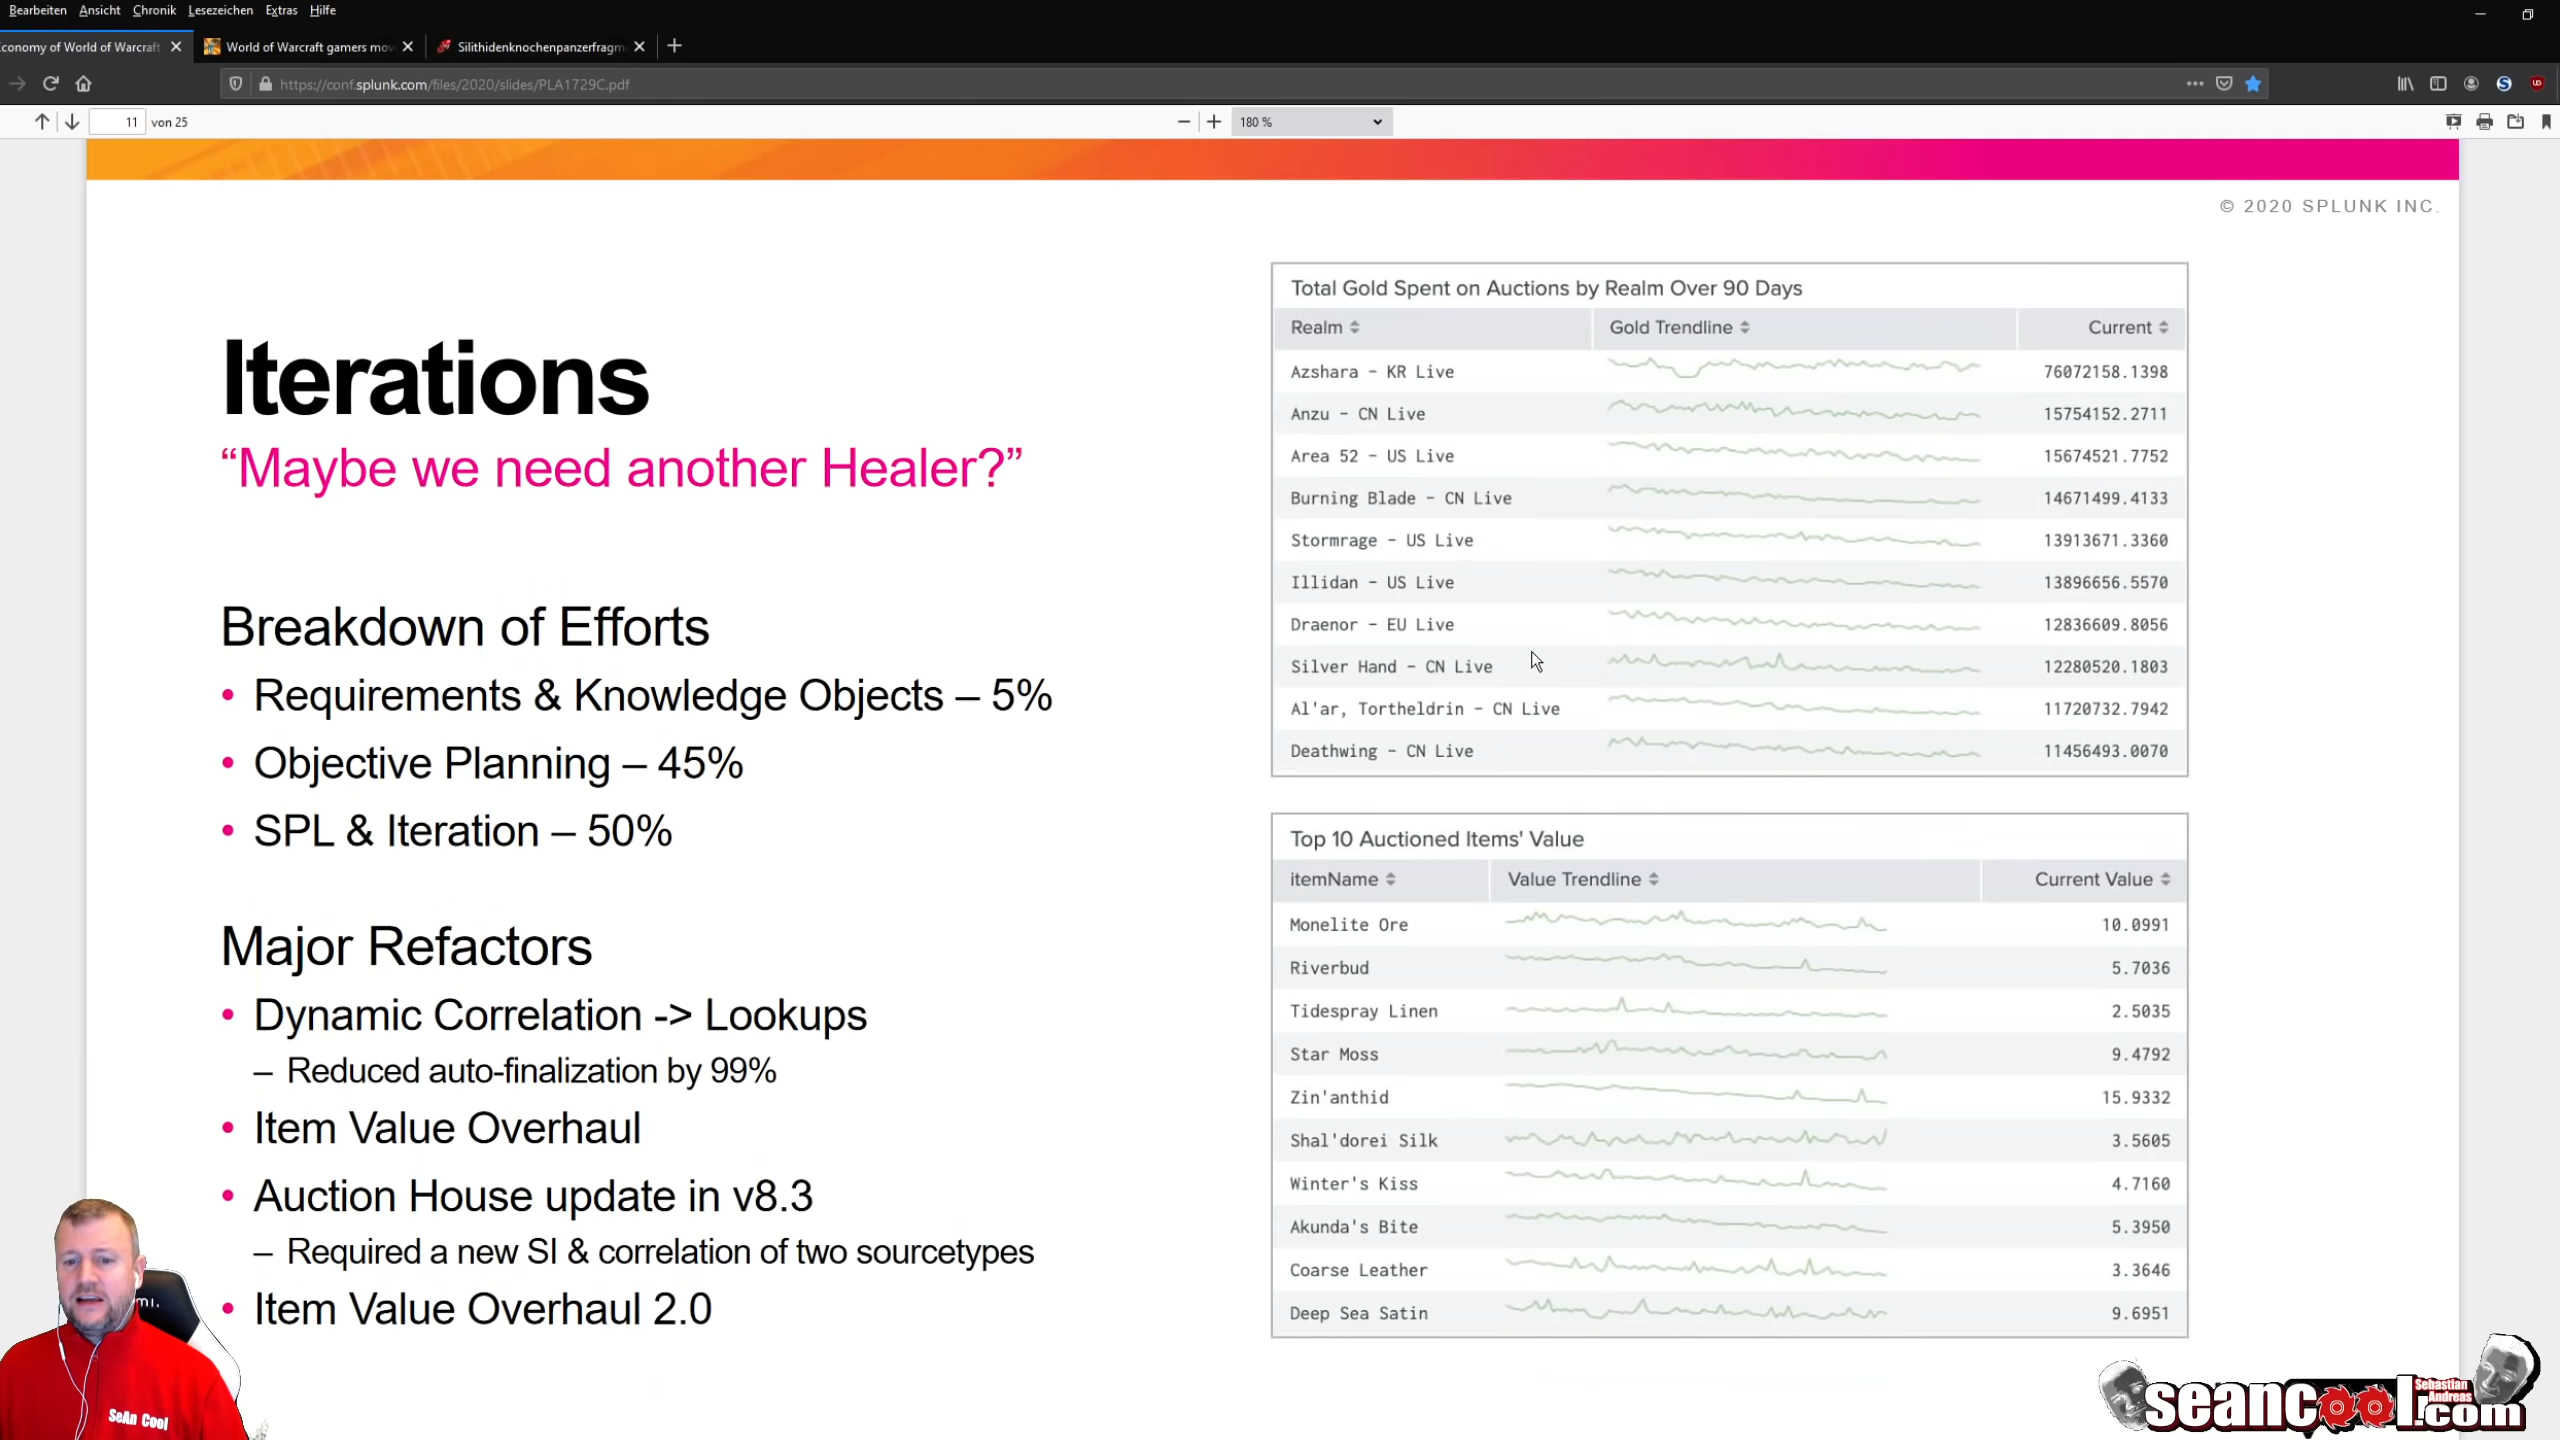 Bearbeiten Ansicht Chronik Lesezeichen Extras Hilfe
conomy of World of Warcraft
World of Warcraft gamers mov
Silithidenknochenpanzerfragm
https://conf.splunk.com/files/2020/slides/PLA1729C.pdf
11 von 25
180 %
© 2020 SPLUNK INC.
Iterations
“Maybe we need another Healer?”
Breakdown of Efforts
• Requirements & Knowledge Objects – 5%
• Objective Planning – 45%
• SPL & Iteration – 50%
Major Refactors
• Dynamic Correlation -> Lookups
– Reduced auto-finalization by 99%
• Item Value Overhaul
• Auction House update in v8.3
– Required a new SI & correlation of two sourcetypes
• Item Value Overhaul 2.0
Total Gold Spent on Auctions by Realm Over 90 Days
Realm Gold Trendline Current
Azshara - KR Live 76072158.1398
Anzu - CN Live 15754152.2711
Area 52 - US Live 15674521.7752
Burning Blade - CN Live 14671499.4133
Stormrage - US Live 13913671.3360
Illidan - US Live 13896656.5570
Draenor - EU Live 12836609.8056
Silver Hand - CN Live 12280520.1803
Al'ar, Tortheldrin - CN Live 11720732.7942
Deathwing - CN Live 11456493.0070
Top 10 Auctioned Items' Value
itemName Value Trendline Current Value
Monelite Ore 10.0991
Riverbud 5.7036
Tidespray Linen 2.5035
Star Moss 9.4792
Zin'anthid 15.9332
Shal'dorei Silk 3.5605
Winter's Kiss 4.7160
Akunda's Bite 5.3950
Coarse Leather 3.3646
Deep Sea Satin 9.6951
SeAn Cool
seancool.com
Sebastian
Andreas